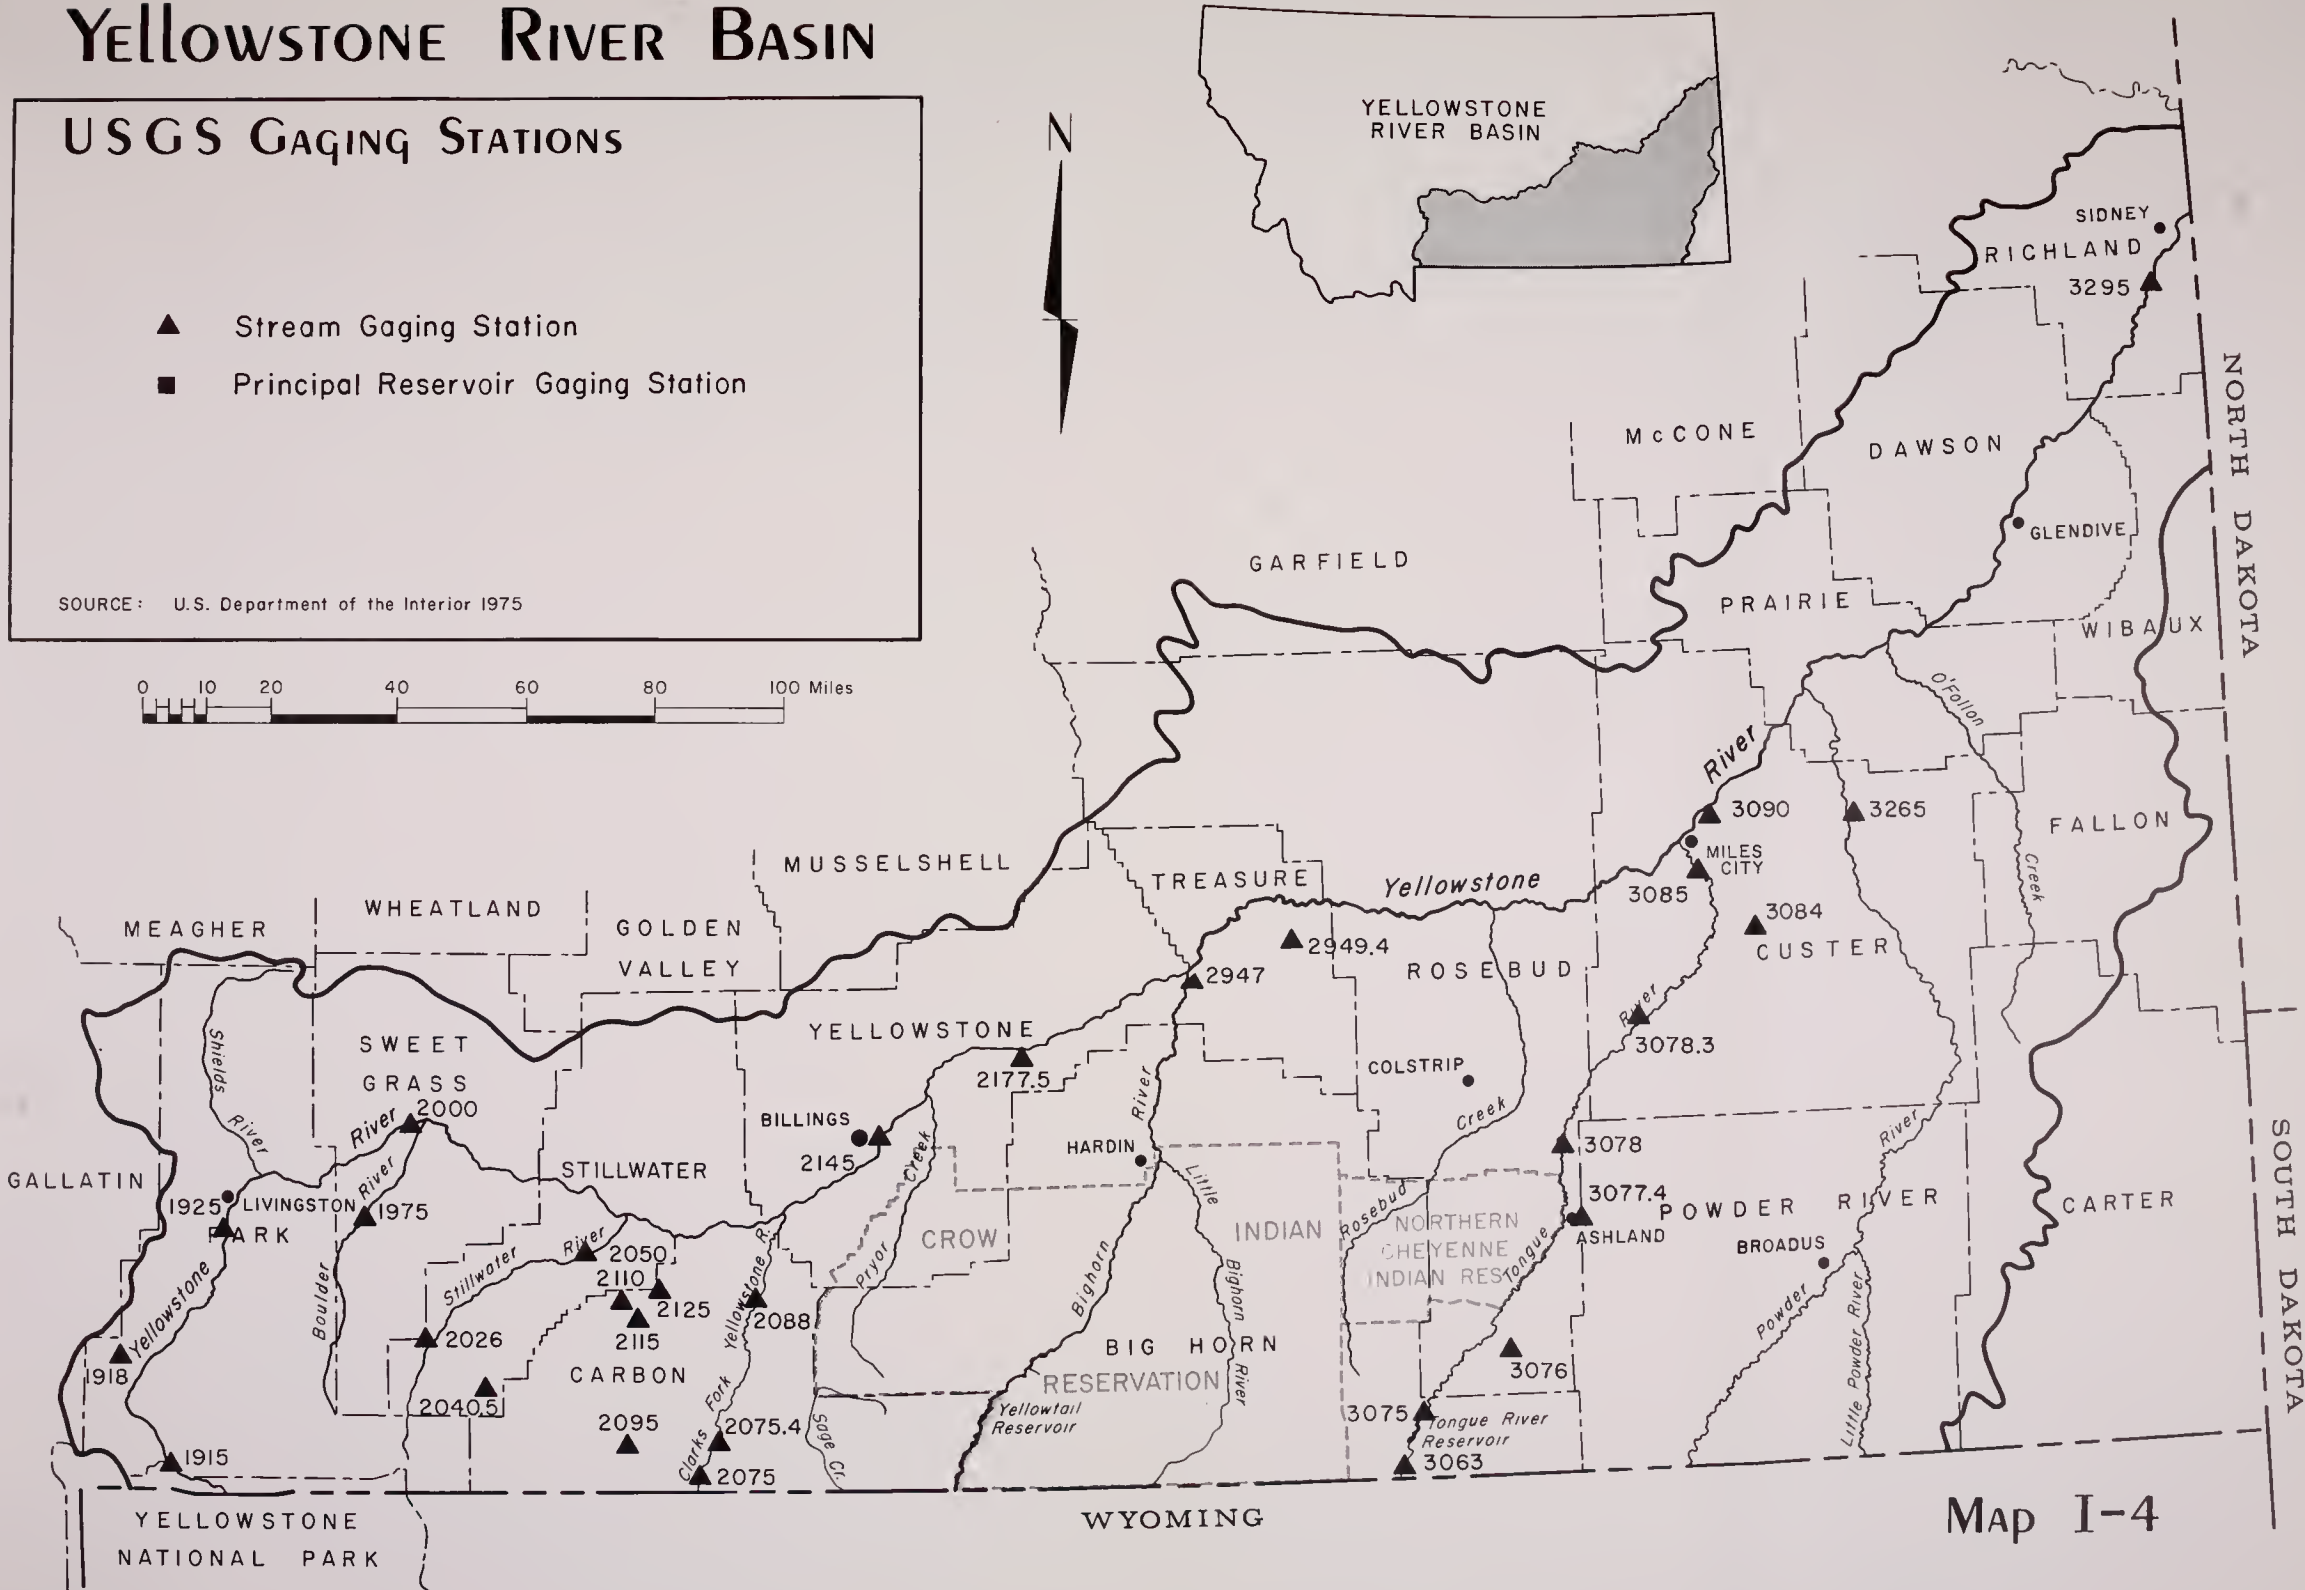 YELLOWSTONE RIVER BASIN
USGS GAGING STATIONS
Stream Gaging Station
Principal Reservoir Gaging Station
SOURCE: U.S. Department of the Interior 1975
0 10 20 40 60 80 100 Miles
N
YELLOWSTONE
RIVER BASIN
SIDNEY
RICHLAND
3295
NORTH DAKOTA
McCONE
DAWSON
GLENDIVE
GARFIELD
PRAIRIE
WIBAUX
O'Fallon
Creek
River
3090
3265
FALLON
MILES
CITY
3085
3084
CUSTER
MUSSELSHELL
TREASURE
Yellowstone
2949.4
ROSEBUD
2947
MEAGHER
WHEATLAND
GOLDEN
VALLEY
YELLOWSTONE
2177.5
River
3078.3
COLSTRIP
Creek
Rosebud
SWEET
GRASS
2000
Shields
River
River
River
Boulder
BILLINGS
2145
Creek
Pryor
HARDIN
River
Bighorn
Little
Bighorn
River
3078
3077.4
ASHLAND
POWDER RIVER
River
BROADUS
Powder
Little Powder River
CARTER
SOUTH DAKOTA
GALLATIN
1925
LIVINGSTON
PARK
1975
STILLWATER
Stillwater
River
2050
2110
2125
2115
Yellowstone R.
Fork
Clarks
2088
CROW
INDIAN
RESERVATION
NORTHERN
CHEYENNE
INDIAN RES
Tongue
Yellowstone
1918
2026
2040.5
CARBON
2095
2075.4
2075
Sage Cr.
BIG HORN
Yellowtail
Reservoir
3076
3075
Tongue River
Reservoir
3063
1915
YELLOWSTONE
NATIONAL PARK
WYOMING
MAP I-4